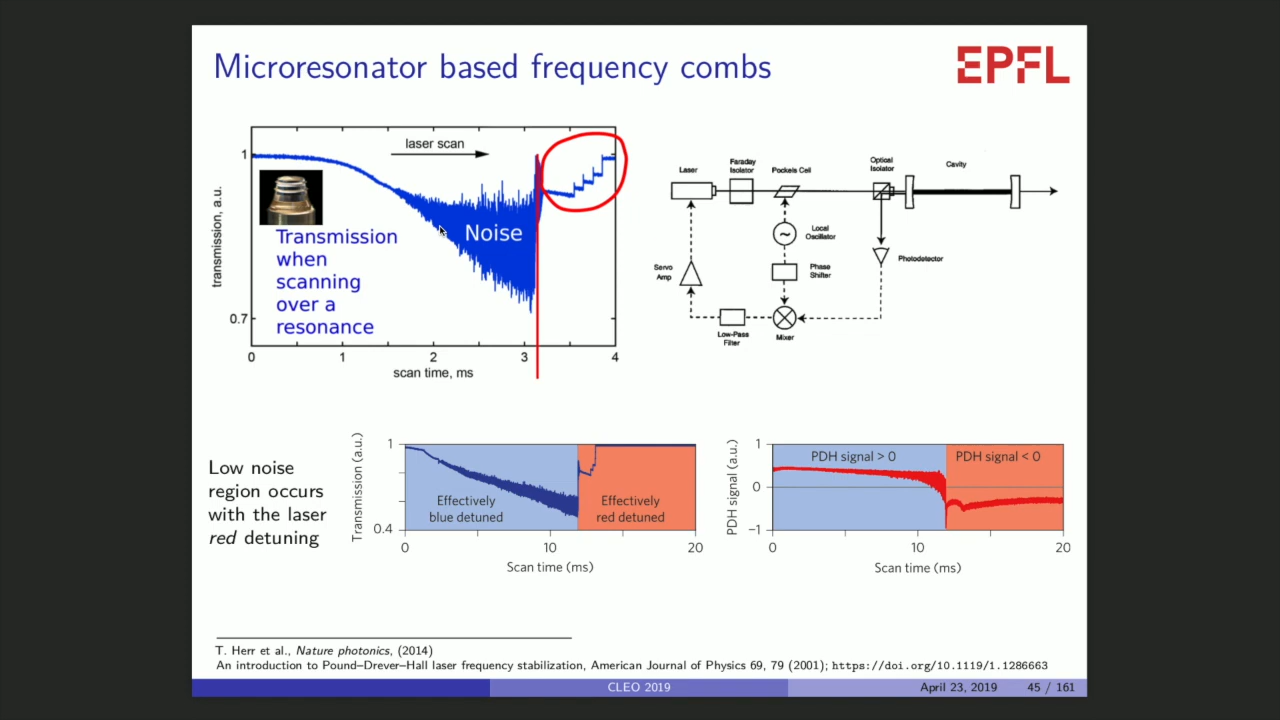 Microresonator based frequency combs
EPFL
laser scan
1
0.7
transmission, a.u.
Noise
Transmission
when
scanning
over a
resonance
0 1 2 3 4
scan time, ms
Laser
Faraday
Isolator
Pockels Cell
Optical
Isolator
Cavity
Local
Oscillator
Photodetector
Servo
Amp
Phase
Shifter
Low-Pass
Filter
Mixer
Low noise
region occurs
with the laser
red detuning
Transmission (a.u.)
1
0.4
Effectively
blue detuned
Effectively
red detuned
0 10 20
Scan time (ms)
PDH signal (a.u.)
1
0
−1
PDH signal > 0
PDH signal < 0
0 10 20
Scan time (ms)
T. Herr et al., Nature photonics, (2014)
An introduction to Pound–Drever–Hall laser frequency stabilization, American Journal of Physics 69, 79 (2001); https://doi.org/10.1119/1.1286663
CLEO 2019
April 23, 2019 45 / 161